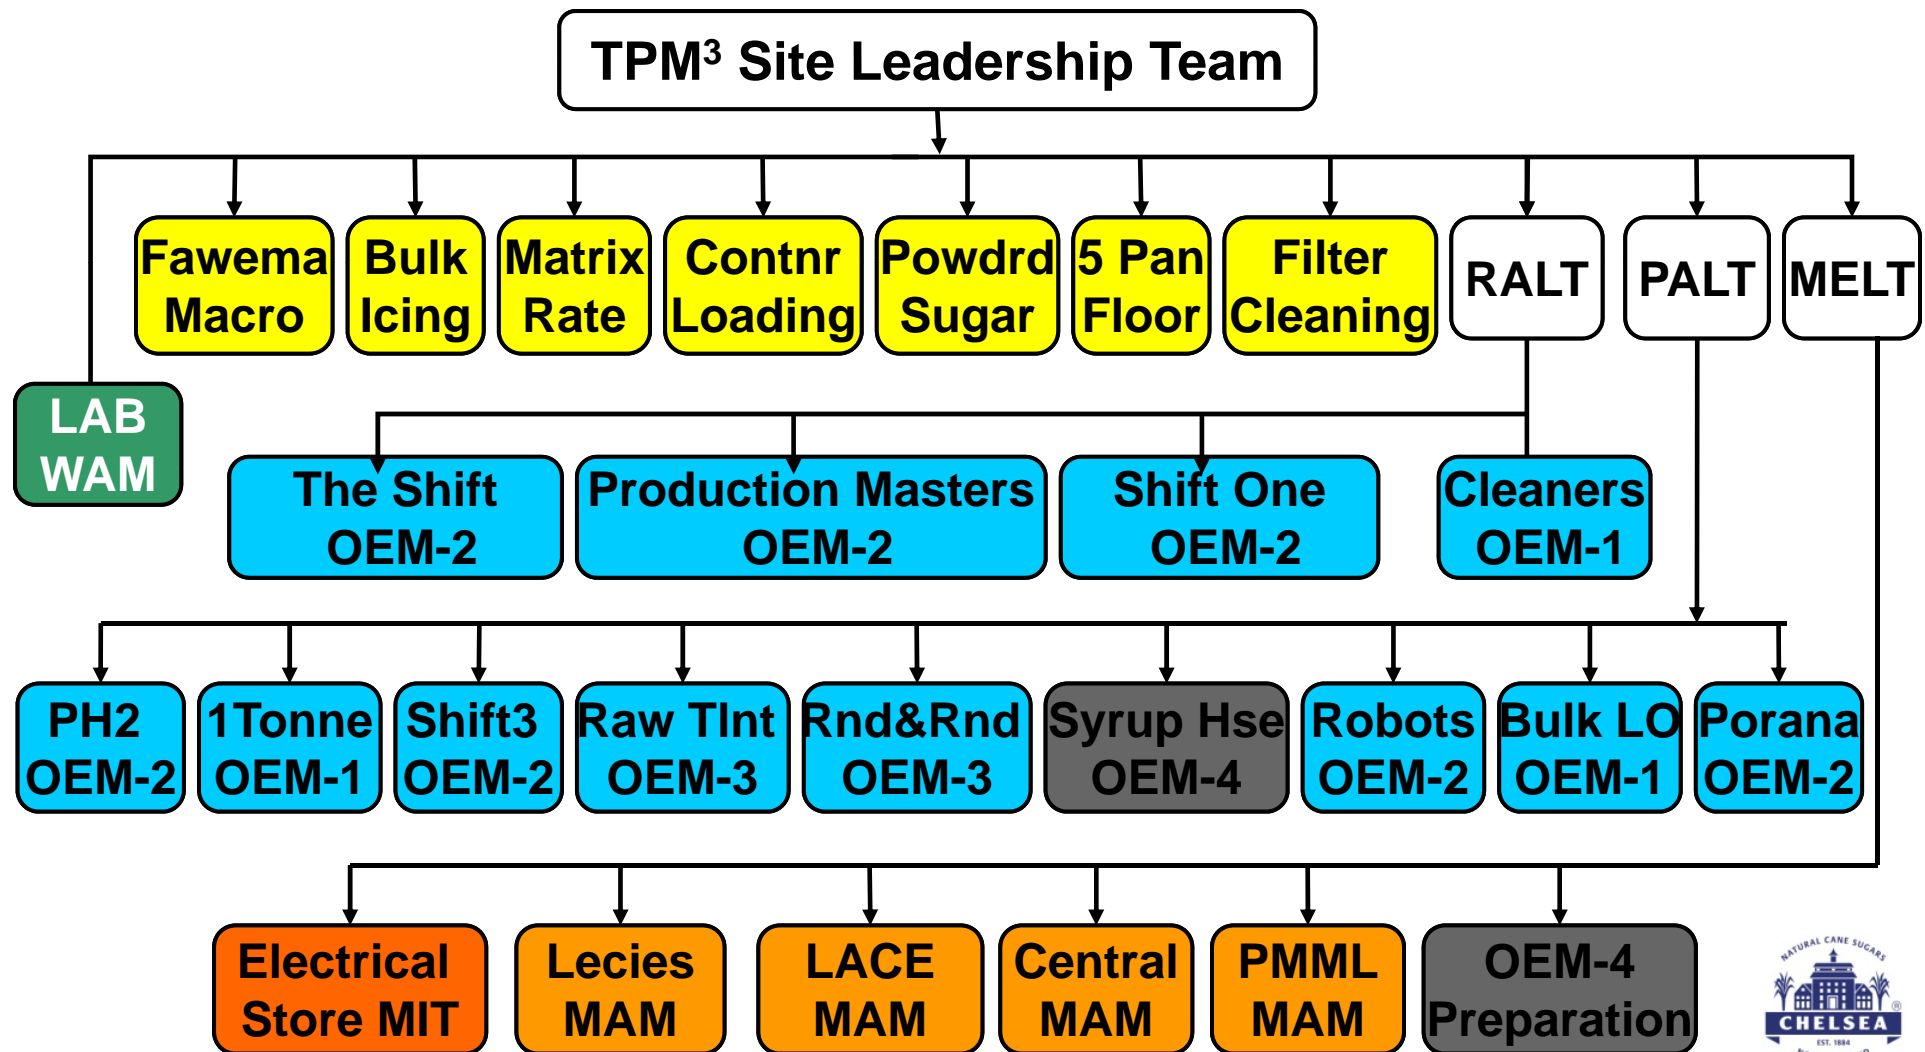 TPM³ Site Leadership Team
Fawema
Macro
Bulk
Icing
Matrix
Rate
Contnr
Loading
Powdrd
Sugar
5 Pan
Floor
Filter
Cleaning
RALT
PALT
MELT
LAB
WAM
The Shift
OEM-2
Production Masters
OEM-2
Shift One
OEM-2
Cleaners
OEM-1
PH2
OEM-2
1Tonne
OEM-1
Shift3
OEM-2
Raw TInt
OEM-3
Rnd&Rnd
OEM-3
Syrup Hse
OEM-4
Robots
OEM-2
Bulk LO
OEM-1
Porana
OEM-2
Electrical
Store MIT
Lecies
MAM
LACE
MAM
Central
MAM
PMML
MAM
OEM-4
Preparation
NATURAL CANE SUGARS
®
CHELSEA
EST. 1884